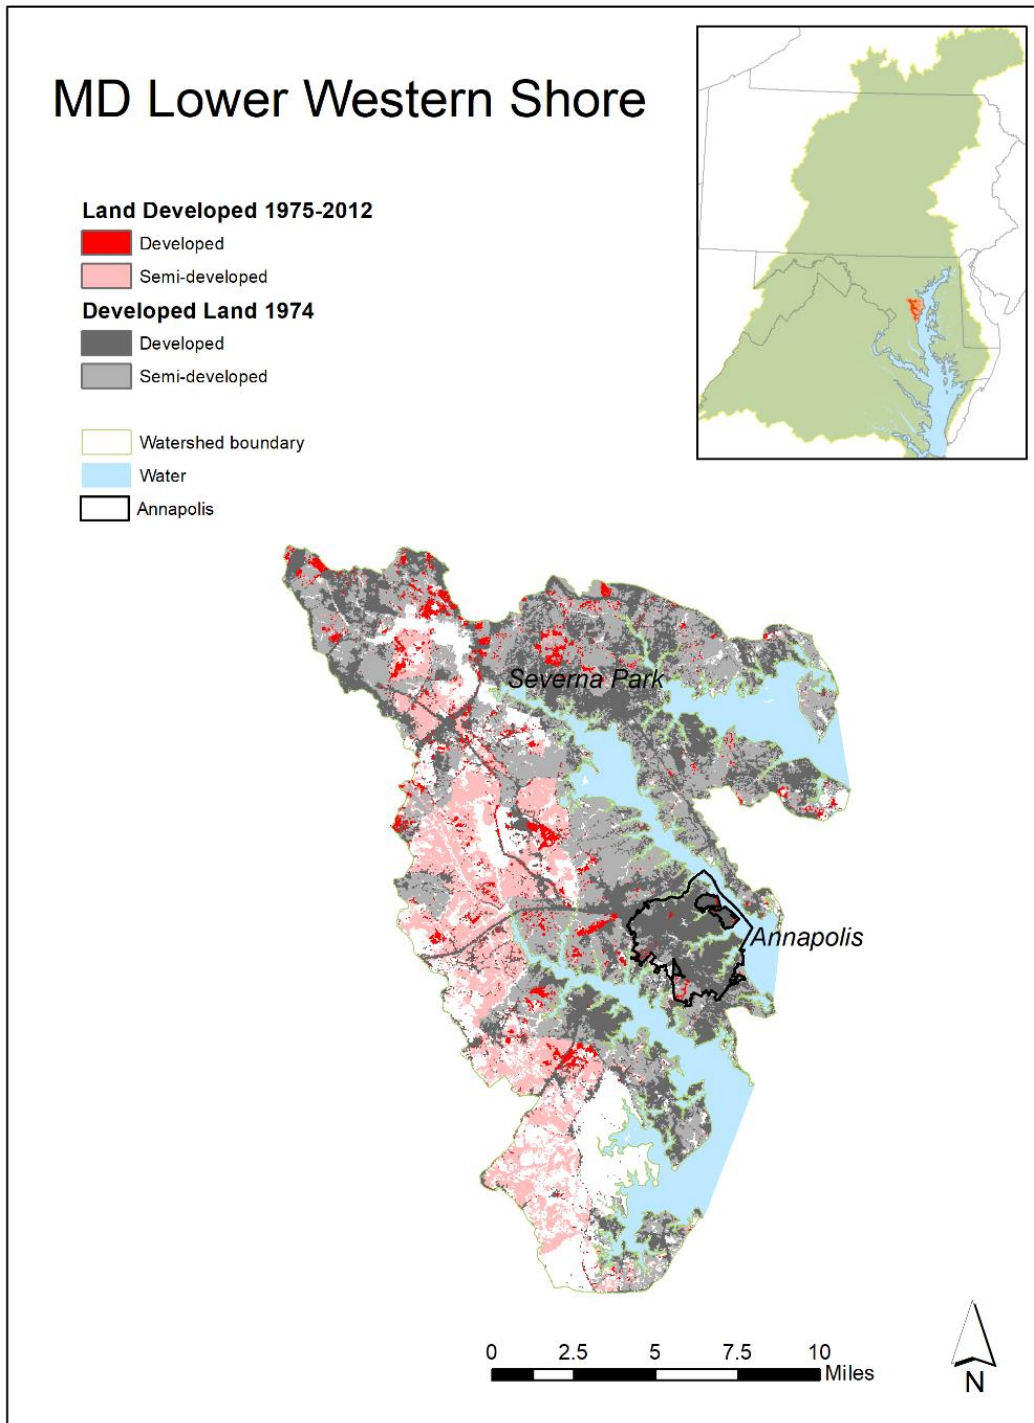 MD Lower Western Shore
Land Developed 1975-2012
Developed
Semi-developed
Developed Land 1974
Developed
Semi-developed
Watershed boundary
Water
Annapolis
Severna Park
Annapolis
0 2.5 5 7.5 10
Miles
N